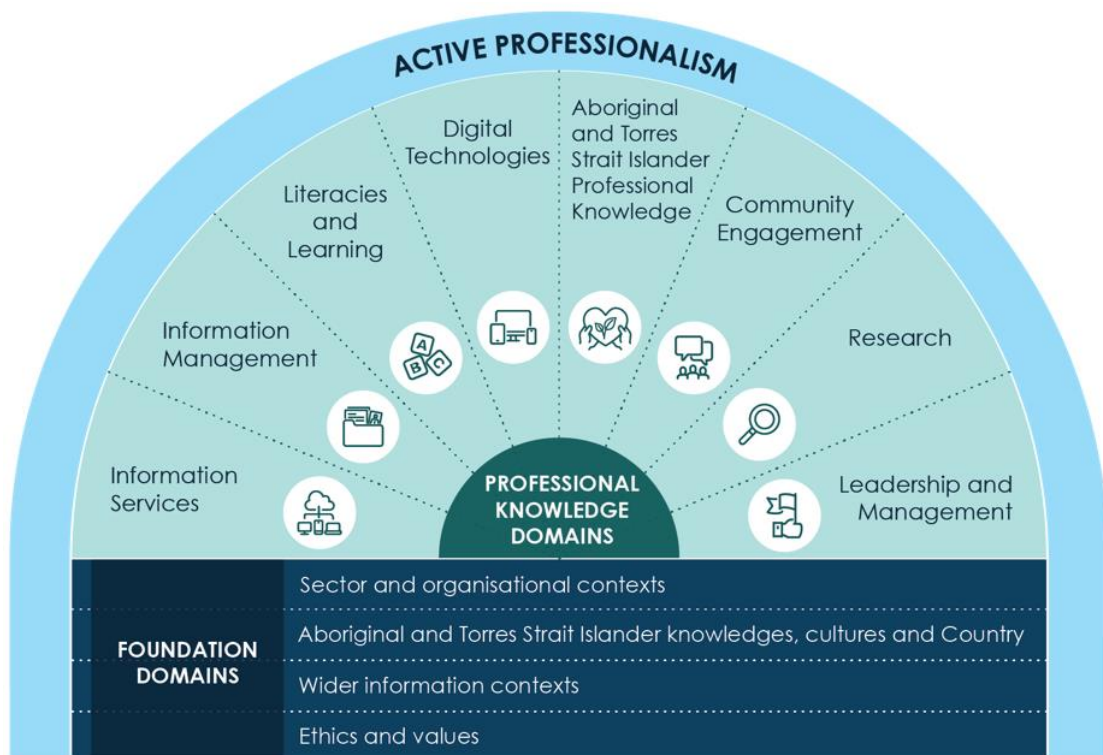 ACTIVE PROFESSIONALISM
Information
Services
Information
Management
Literacies
and
Learning
Digital
Technologies
Aboriginal
and Torres
Strait Islander
Professional
Knowledge
Community
Engagement
Research
Leadership and
Management
A
B C
PROFESSIONAL
KNOWLEDGE
DOMAINS
FOUNDATION
DOMAINS
Sector and organisational contexts
Aboriginal and Torres Strait Islander knowledges, cultures and Country
Wider information contexts
Ethics and values